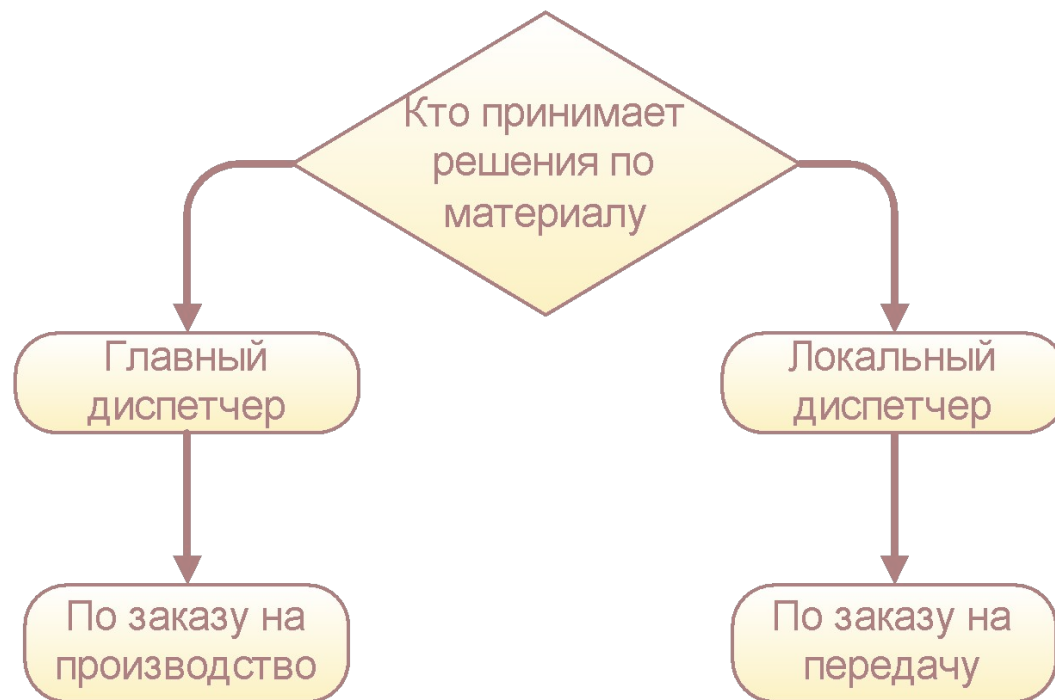 Кто принимает
решения по
материалу
Главный
диспетчер
Локальный
диспетчер
По заказу на
производство
По заказу на
передачу